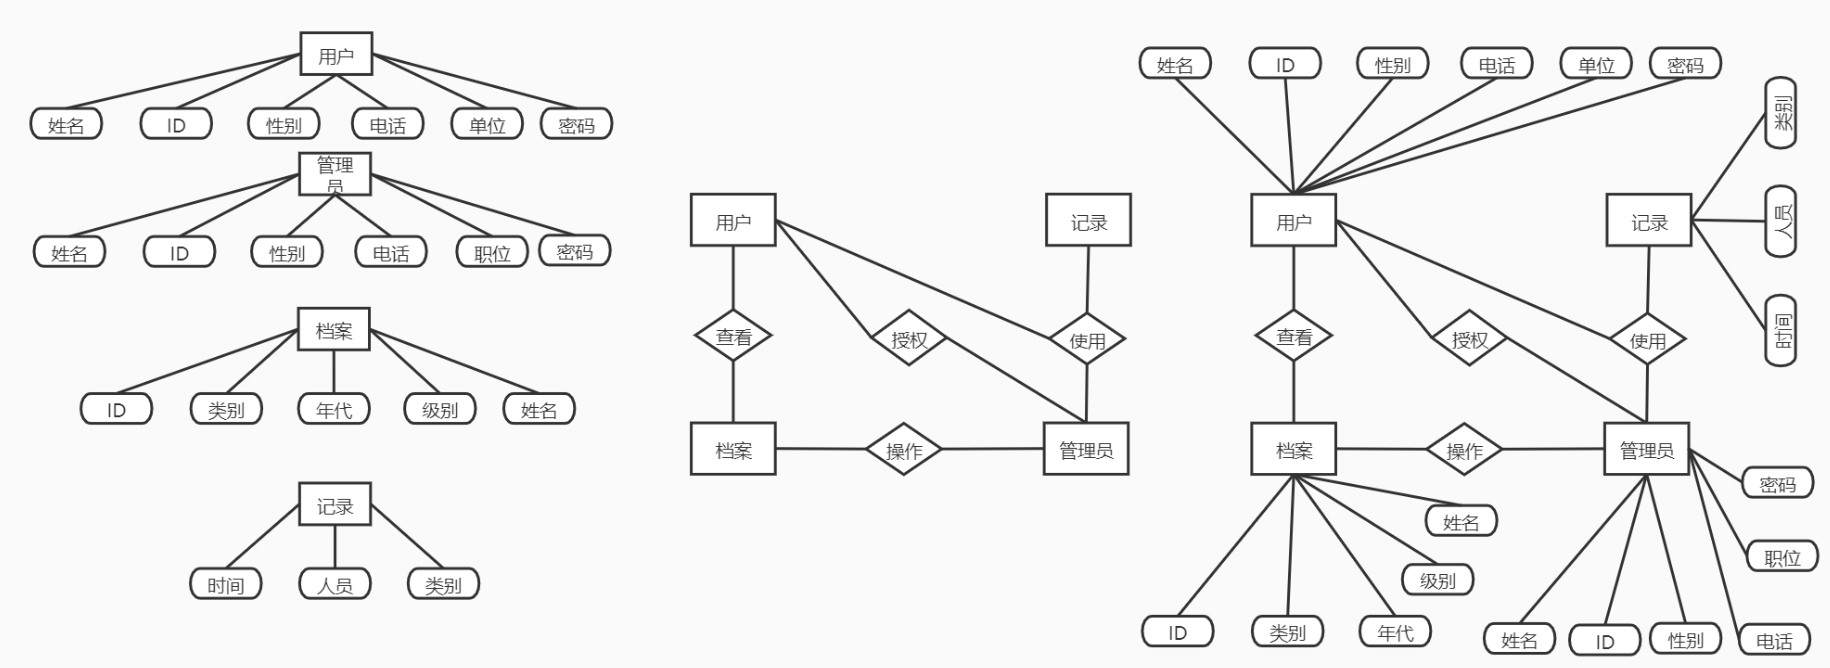 用户
姓名
ID
性别
电话
单位
密码
管理
员
姓名
ID
性别
电话
职位
密码
档案
ID
类别
年代
级别
姓名
记录
时间
人员
类别
用户
记录
查看
授权
使用
档案
操作
管理员
姓名
ID
性别
电话
单位
密码
类别
人员
时间
用户
记录
查看
授权
使用
档案
操作
管理员
密码
姓名
职位
级别
ID
类别
年代
姓名
ID
性别
电话